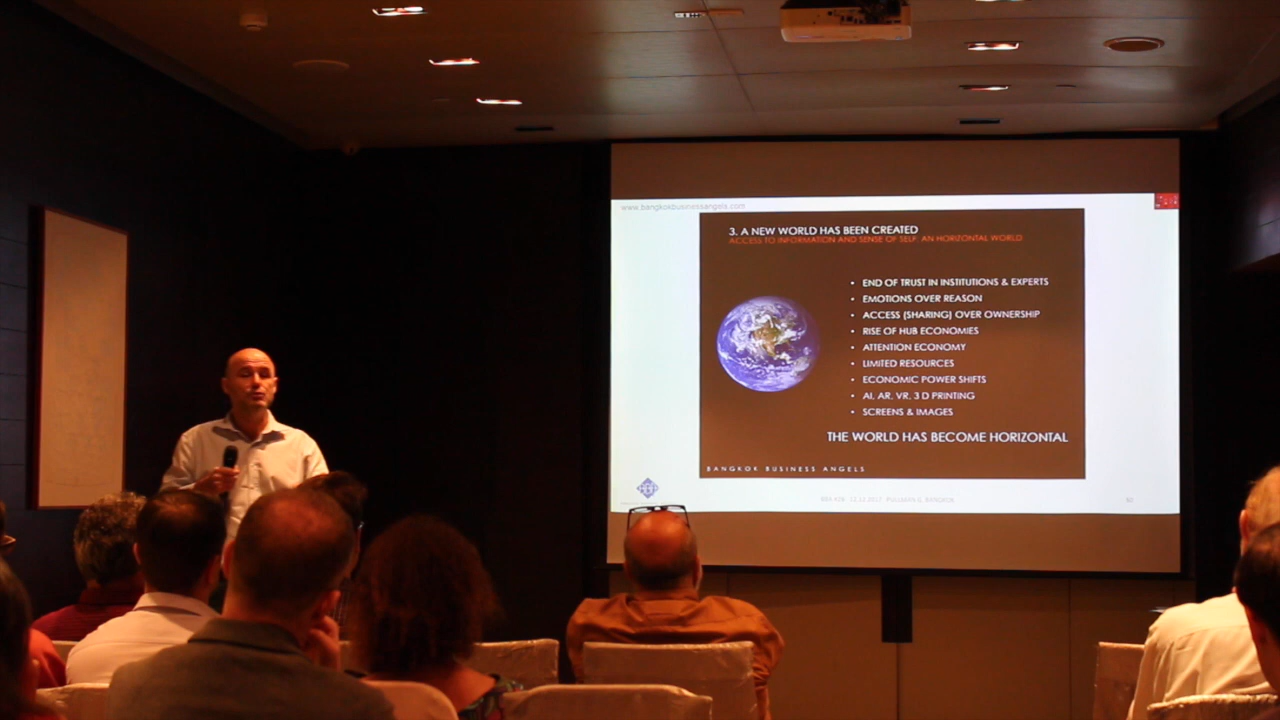 www.bangkokbusinessangels.com
3. A NEW WORLD HAS BEEN CREATED
ACCESS TO INFORMATION AND SENSE OF SELF: AN HORIZONTAL WORLD
• END OF TRUST IN INSTITUTIONS & EXPERTS
• EMOTIONS OVER REASON
• ACCESS (SHARING) OVER OWNERSHIP
• RISE OF HUB ECONOMIES
• ATTENTION ECONOMY
• LIMITED RESOURCES
• ECONOMIC POWER SHIFTS
• AI, AR, VR, 3 D PRINTING
• SCREENS & IMAGES
THE WORLD HAS BECOME HORIZONTAL
BANGKOK BUSINESS ANGELS
PULLMAN G, BANGKOK